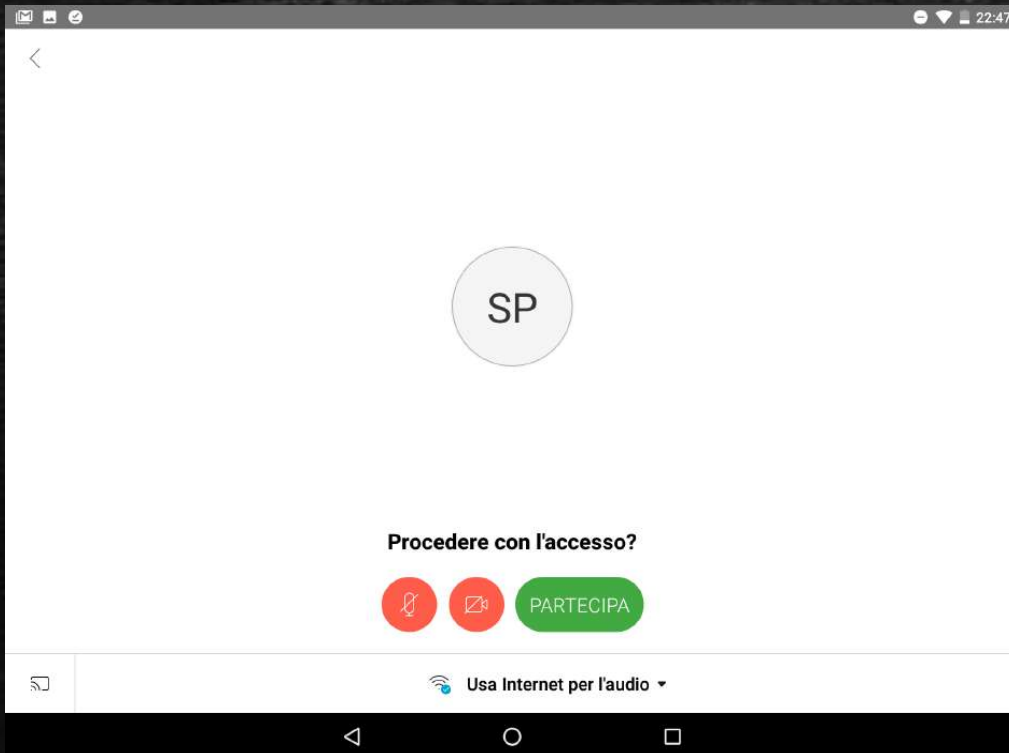 22:47
SP
Procedere con l'accesso?
PARTECIPA
Usa Internet per l'audio